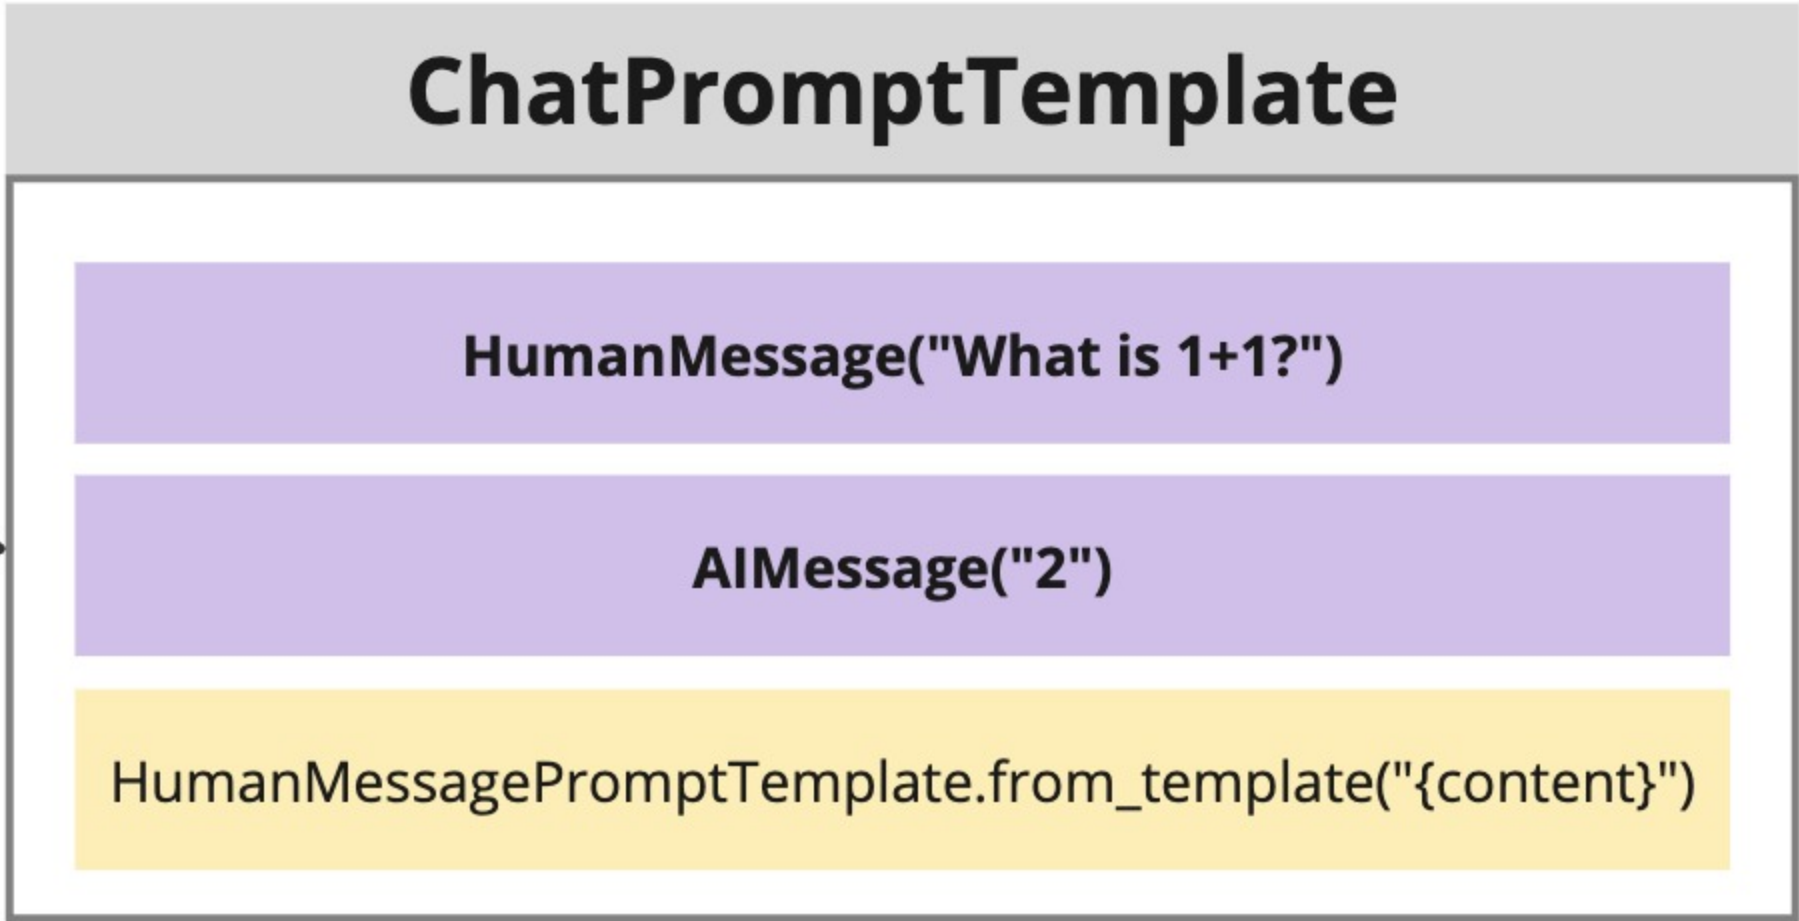 ChatPromptTemplate
HumanMessage("What is 1+1?")
AIMessage("2")
HumanMessagePromptTemplate.from_template("{content}")